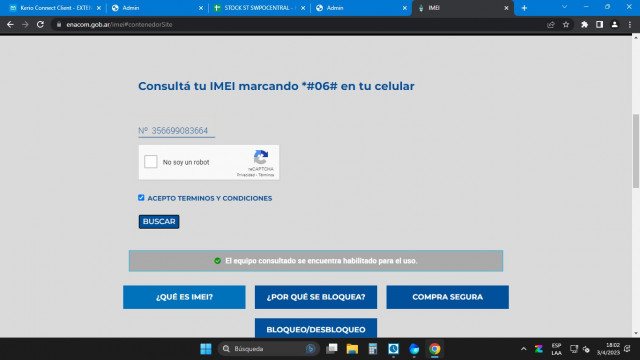 Kerio Connect Client - EXTEN
Admin
STOCK ST SWPOCENTRAL -
Admin
IMEI
enacom.gob.ar/imei#contenedorSite
Consultá tu IMEI marcando *#06# en tu celular
Nº 356699083664
No soy un robot
reCAPTCHA
Privacidad - Términos
ACEPTO TERMINOS Y CONDICIONES
BUSCAR
El equipo consultado se encuentra habilitado para el uso.
¿QUÉ ES IMEI?
¿POR QUÉ SE BLOQUEA?
COMPRA SEGURA
BLOQUEO/DESBLOQUEO
Búsqueda
ESP
LAA
18:02
3/4/2023